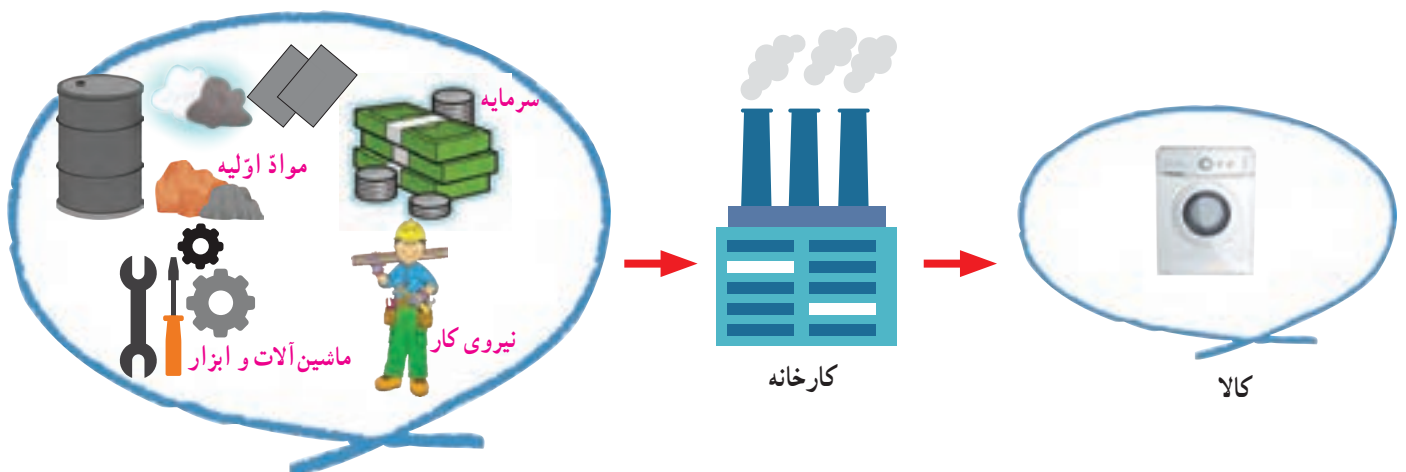 سرمایه
موادّ اوّلیه
نیروی کار
ماشین‌آلات و ابزار
کارخانه
کالا